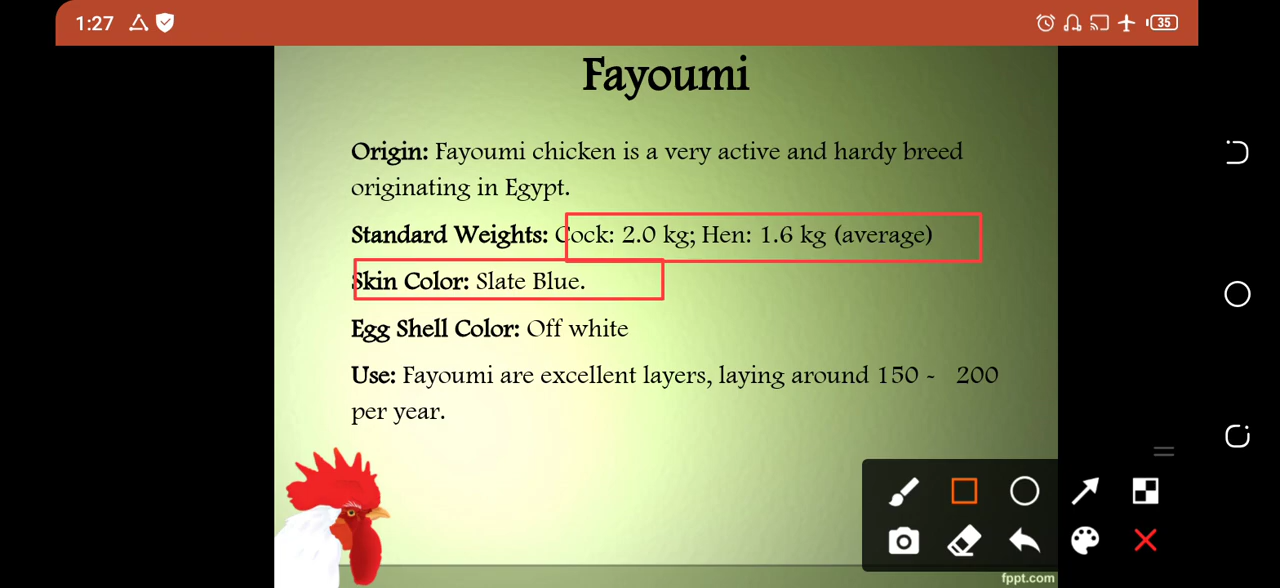 1:27
35
Fayoumi
Origin: Fayoumi chicken is a very active and hardy breed
originating in Egypt.
Standard Weights: Cock: 2.0 kg; Hen: 1.6 kg (average)
Skin Color: Slate Blue.
Egg Shell Color: Off white
Use: Fayoumi are excellent layers, laying around 150 - 200
per year.
fppt.com